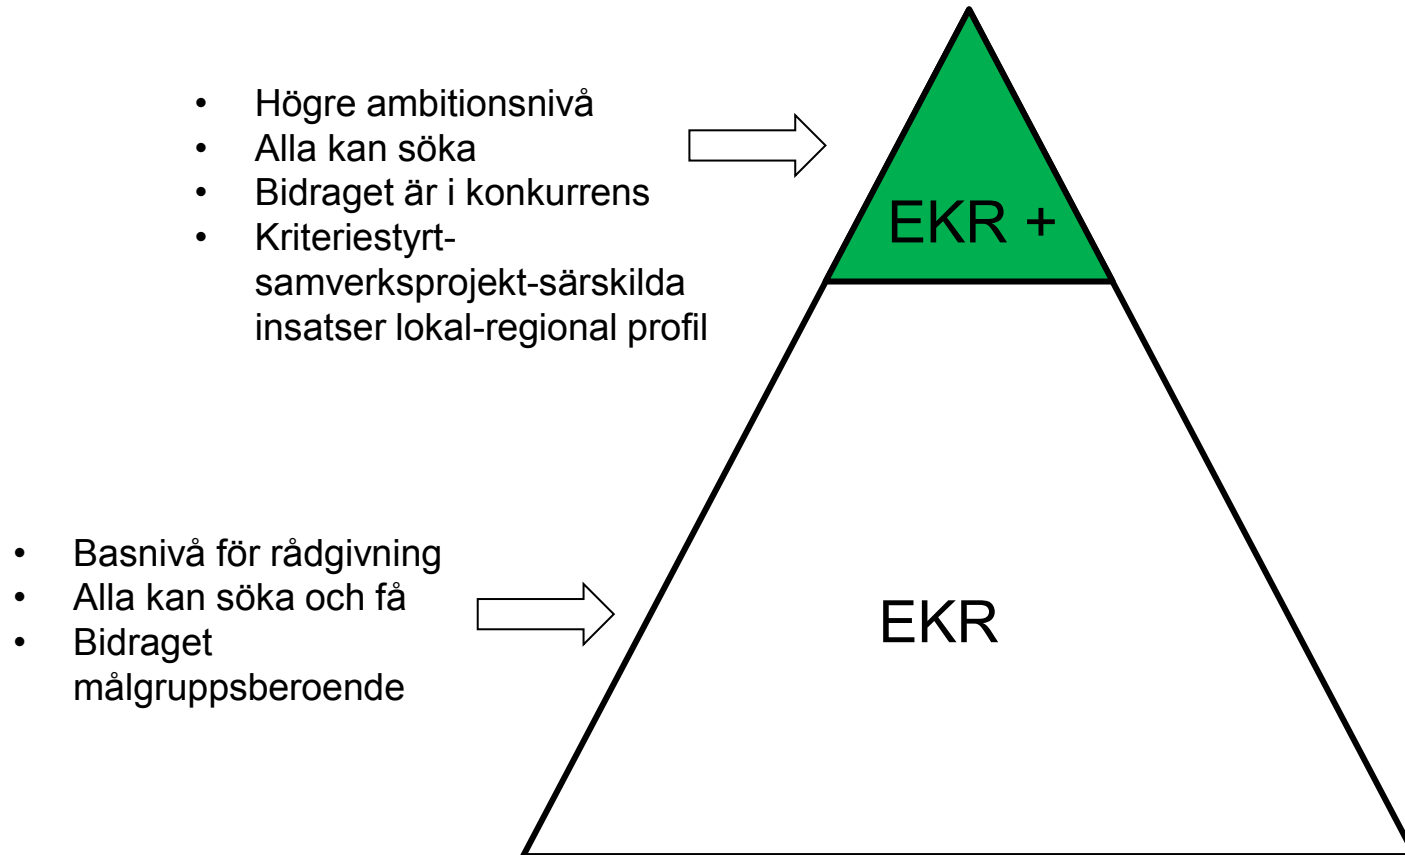 • Högre ambitionsnivå
• Alla kan söka
• Bidraget är i konkurrens
• Kriteriestyrt-
samverksprojekt-särskilda
insatser lokal-regional profil
EKR +
• Basnivå för rådgivning
• Alla kan söka och få
• Bidraget
målgruppsberoende
EKR